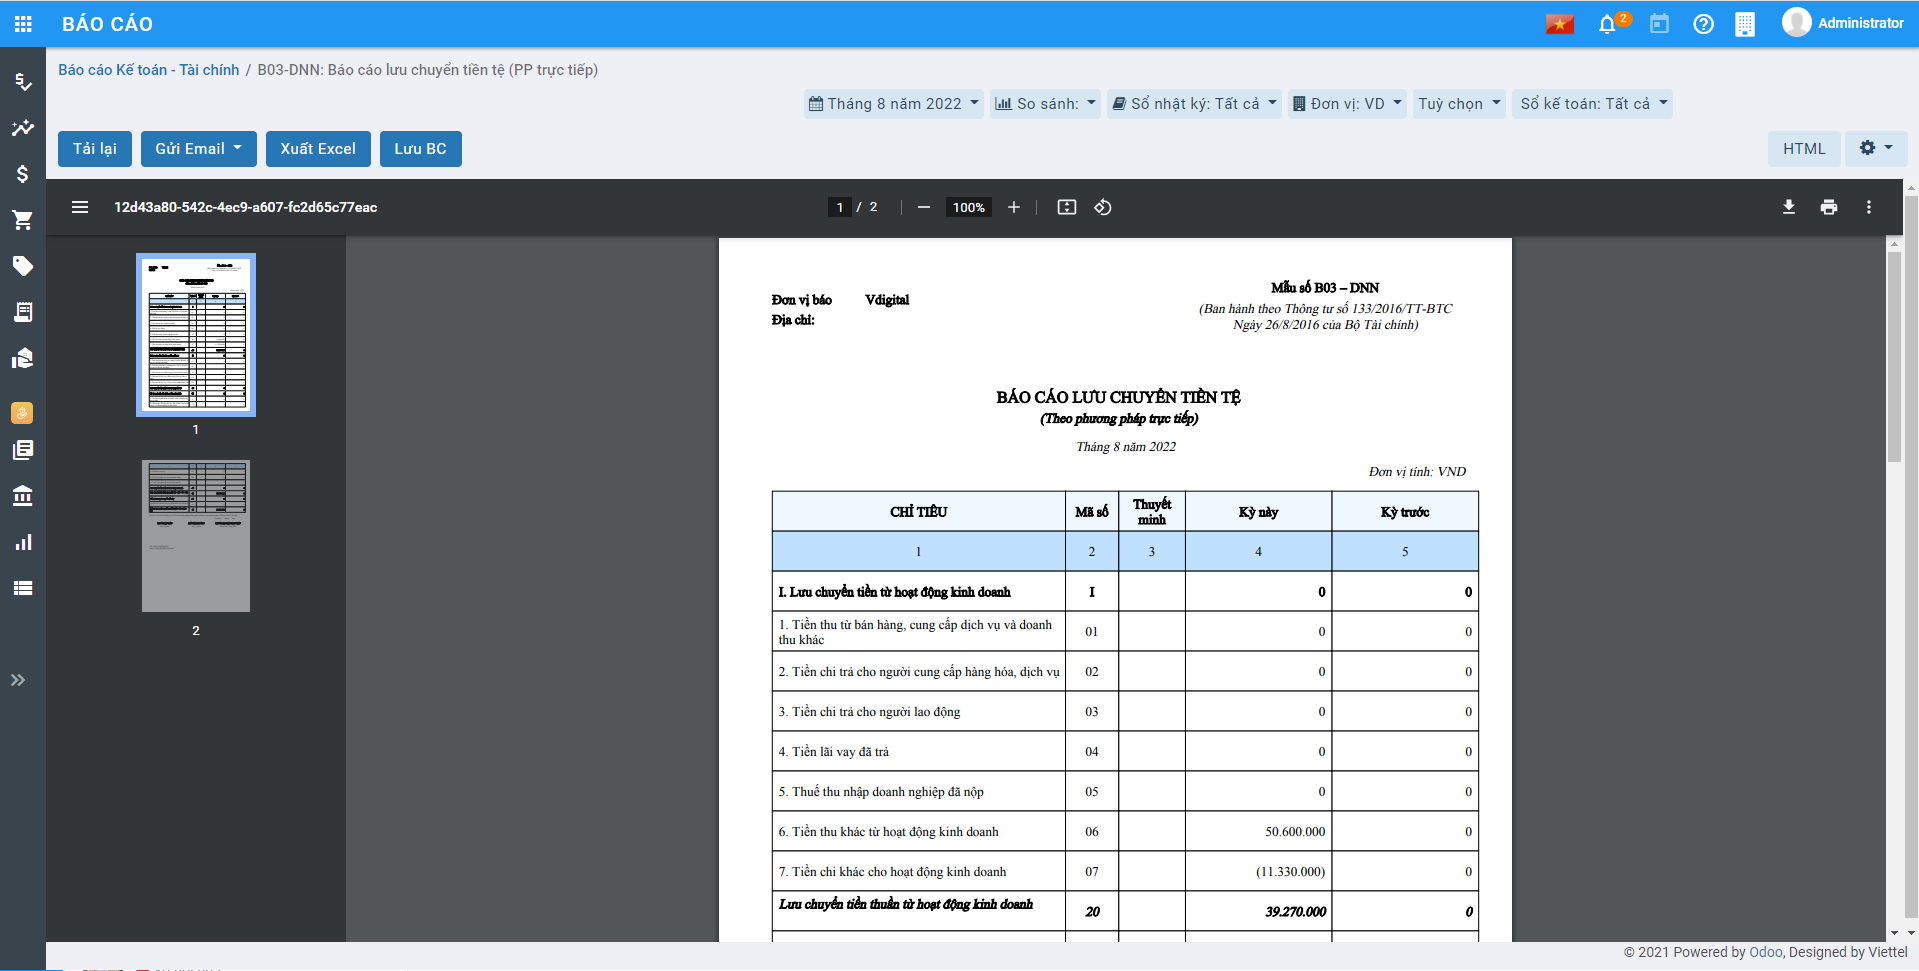 BÁO CÁO
2
Administrator
Báo cáo Kế toán - Tài chính / B03-DNN: Báo cáo lưu chuyển tiền tệ (PP trực tiếp)
Tháng 8 năm 2022
So sánh:
Sổ nhật ký: Tất cả
Đơn vị: VD
Tuỳ chọn
Sổ kế toán: Tất cả
Tải lại
Gửi Email
Xuất Excel
Lưu BC
HTML
12d43a80-542c-4ec9-a607-fc2d65c77eac
1 / 2
100%
1
2
Đơn vị báo Vdigital
Địa chỉ:
Mẫu số B03 – DNN
(Ban hành theo Thông tư số 133/2016/TT-BTC
Ngày 26/8/2016 của Bộ Tài chính)
BÁO CÁO LƯU CHUYỂN TIỀN TỆ
(Theo phương pháp trực tiếp)
Tháng 8 năm 2022
Đơn vị tính: VND
CHỈ TIÊU Mã số Thuyết minh Kỳ này Kỳ trước
1 2 3 4 5
I. Lưu chuyển tiền từ hoạt động kinh doanh I 0 0
1. Tiền thu từ bán hàng, cung cấp dịch vụ và doanh
thu khác 01 0 0
2. Tiền chi trả cho người cung cấp hàng hóa, dịch vụ 02 0 0
3. Tiền chi trả cho người lao động 03 0 0
4. Tiền lãi vay đã trả 04 0 0
5. Thuế thu nhập doanh nghiệp đã nộp 05 0 0
6. Tiền thu khác từ hoạt động kinh doanh 06 50.600.000 0
7. Tiền chi khác cho hoạt động kinh doanh 07 (11.330.000) 0
Lưu chuyển tiền thuần từ hoạt động kinh doanh 20 39.270.000 0
© 2021 Powered by Odoo, Designed by Viettel